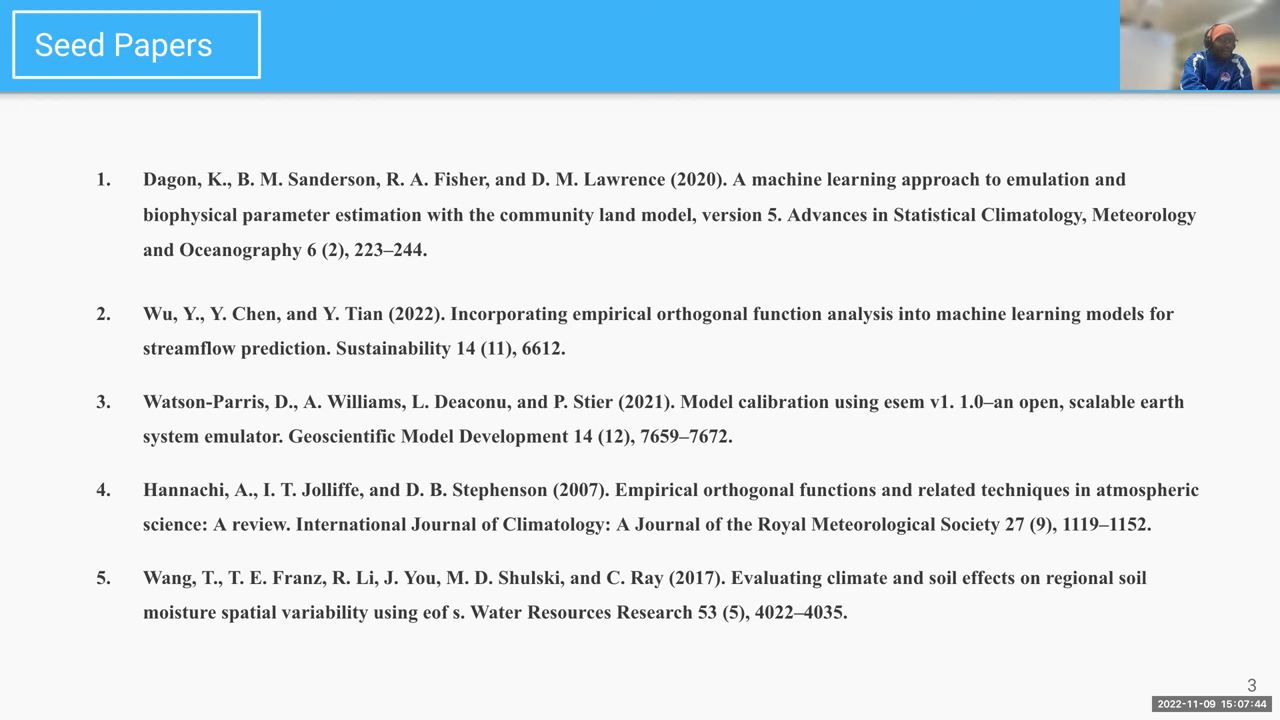 Seed Papers
1. Dagon, K., B. M. Sanderson, R. A. Fisher, and D. M. Lawrence (2020). A machine learning approach to emulation and
biophysical parameter estimation with the community land model, version 5. Advances in Statistical Climatology, Meteorology
and Oceanography 6 (2), 223–244.
2. Wu, Y., Y. Chen, and Y. Tian (2022). Incorporating empirical orthogonal function analysis into machine learning models for
streamflow prediction. Sustainability 14 (11), 6612.
3. Watson-Parris, D., A. Williams, L. Deaconu, and P. Stier (2021). Model calibration using esem v1. 1.0–an open, scalable earth
system emulator. Geoscientific Model Development 14 (12), 7659–7672.
4. Hannachi, A., I. T. Jolliffe, and D. B. Stephenson (2007). Empirical orthogonal functions and related techniques in atmospheric
science: A review. International Journal of Climatology: A Journal of the Royal Meteorological Society 27 (9), 1119–1152.
5. Wang, T., T. E. Franz, R. Li, J. You, M. D. Shulski, and C. Ray (2017). Evaluating climate and soil effects on regional soil
moisture spatial variability using eof s. Water Resources Research 53 (5), 4022–4035.
3
2022-11-09 15:07:44